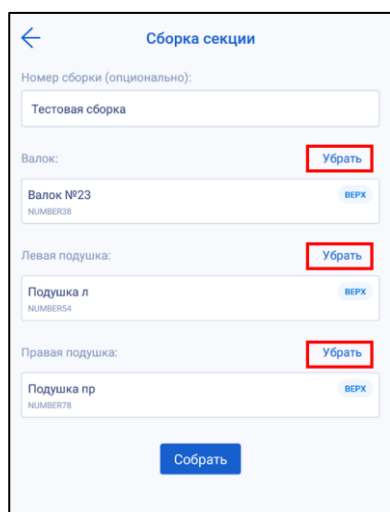 Сборка секции
Номер сборки (опционально):
Тестовая сборка
Валок: Убрать
Валок №23 ВЕРХ
NUMBER38
Левая подушка: Убрать
Подушка л ВЕРХ
NUMBER54
Правая подушка: Убрать
Подушка пр ВЕРХ
NUMBER78
Собрать